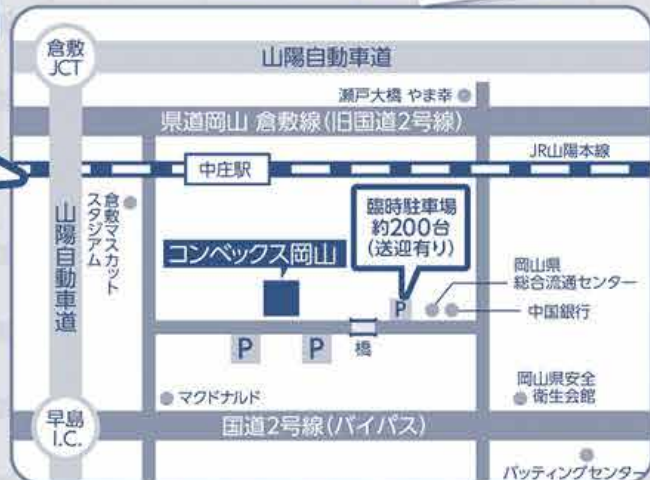 倉敷
JCT
山陽自動車道
瀬戸大橋 やま幸
県道岡山 倉敷線(旧国道2号線)
JR山陽本線
中庄駅
倉敷マスカット
スタジアム
山陽自動車道
臨時駐車場
約200台
(送迎有り)
コンベックス岡山
岡山県
総合流通センター
P
中国銀行
P
P
橋
岡山県安全
衛生会館
マクドナルド
早島
I.C.
国道2号線(バイパス)
バッティングセンター